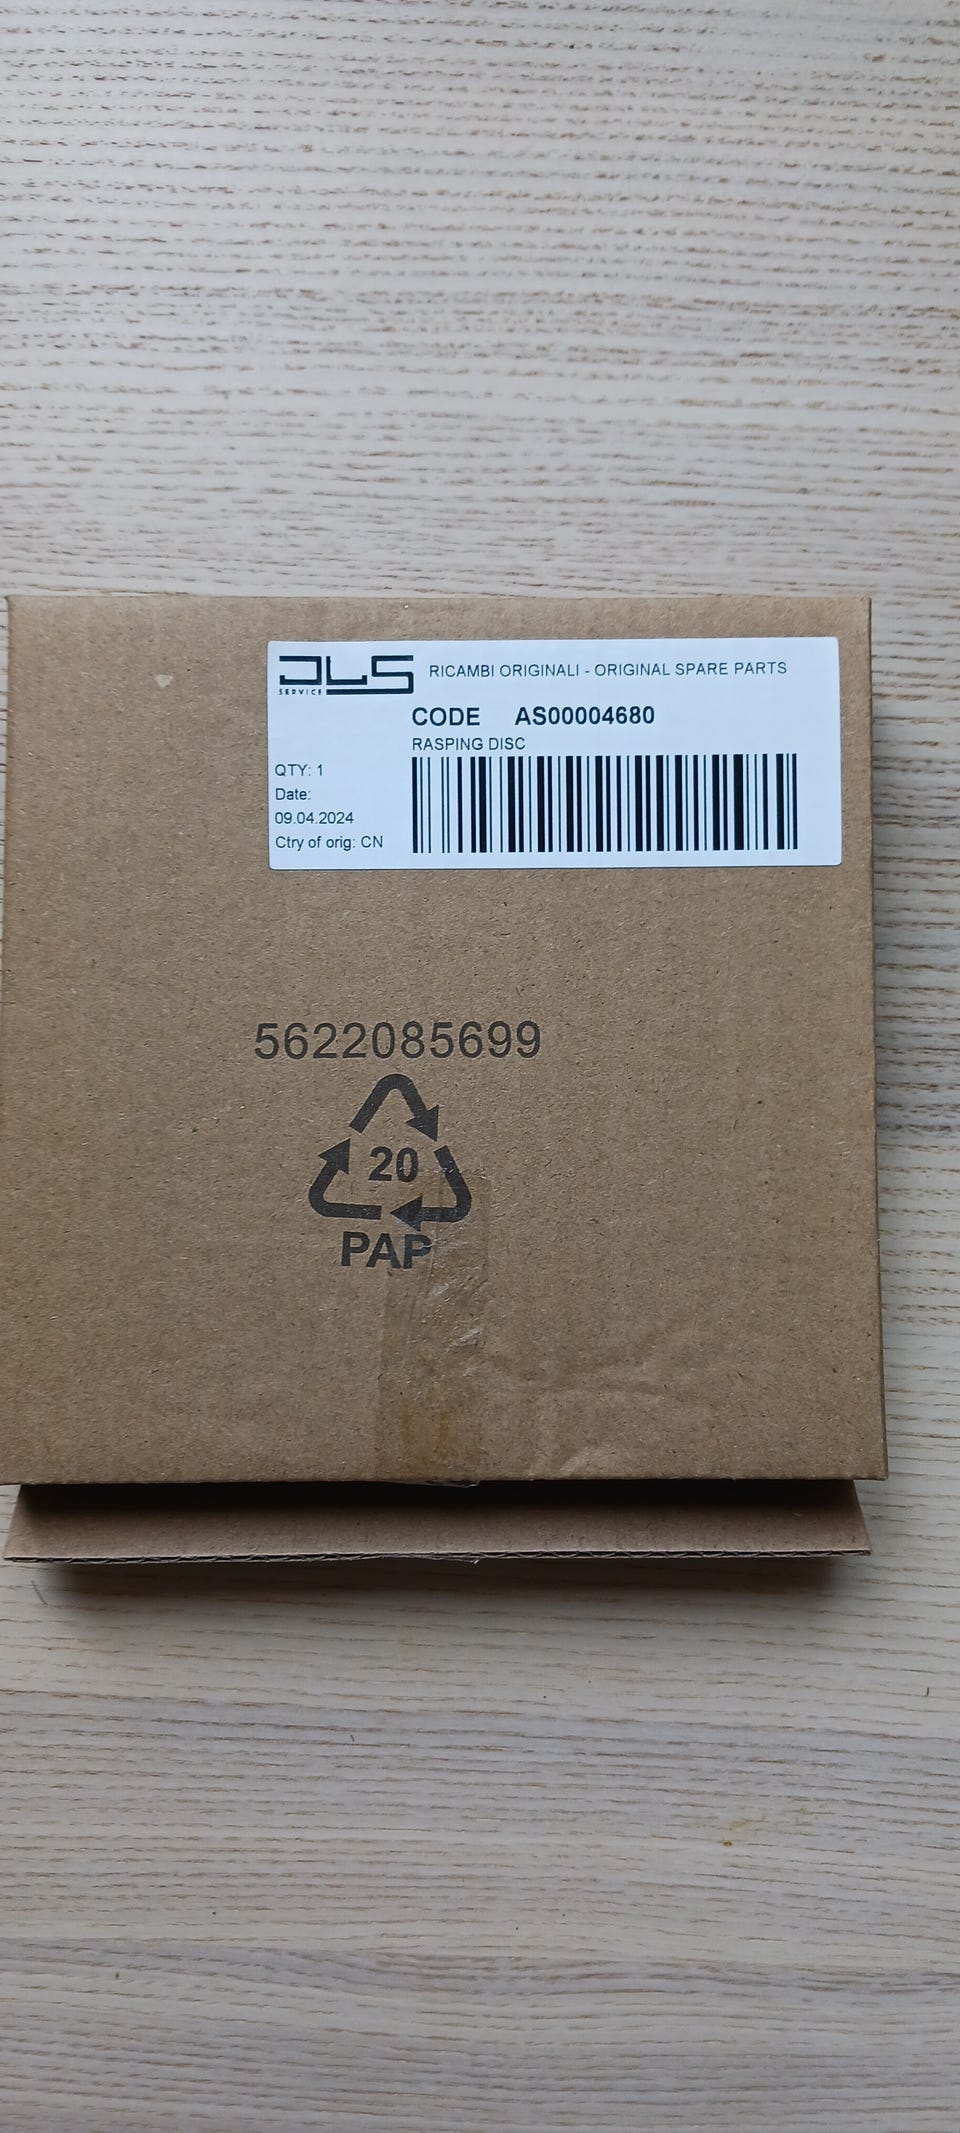 DLS
SERVICE
RICAMBI ORIGINALI - ORIGINAL SPARE PARTS
CODE AS00004680
RASPING DISC
QTY: 1
Date:
09.04.2024
Ctry of orig: CN
5622085699
20
PAP